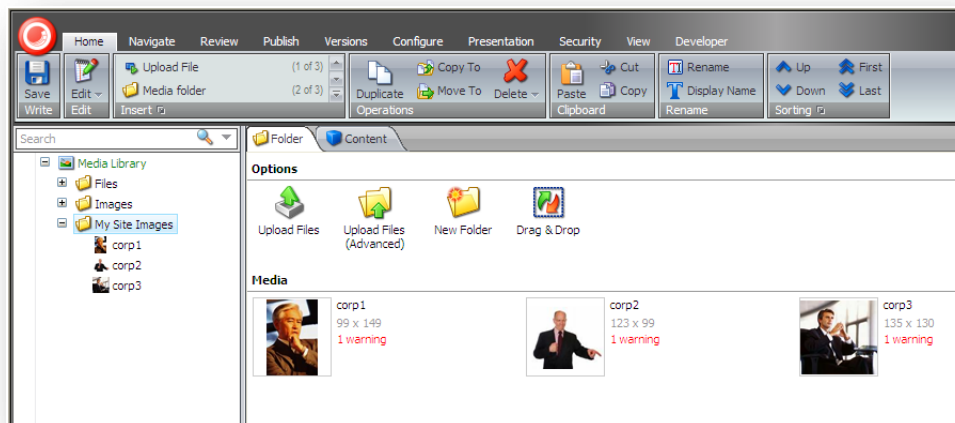 Home Navigate Review Publish Versions Configure Presentation Security View Developer
Upload File (1 of 3) Copy To Cut Rename Up First
Media folder (2 of 3) Move To Copy Display Name Down Last
Save Edit Duplicate Delete Paste
Write Edit Insert Operations Clipboard Rename Sorting
Search Folder Content
Media Library
Files
Images
My Site Images
corp1
corp2
corp3
Options
Upload Files Upload Files (Advanced) New Folder Drag & Drop
Media
corp1 corp2 corp3
99 x 149 123 x 99 135 x 130
1 warning 1 warning 1 warning